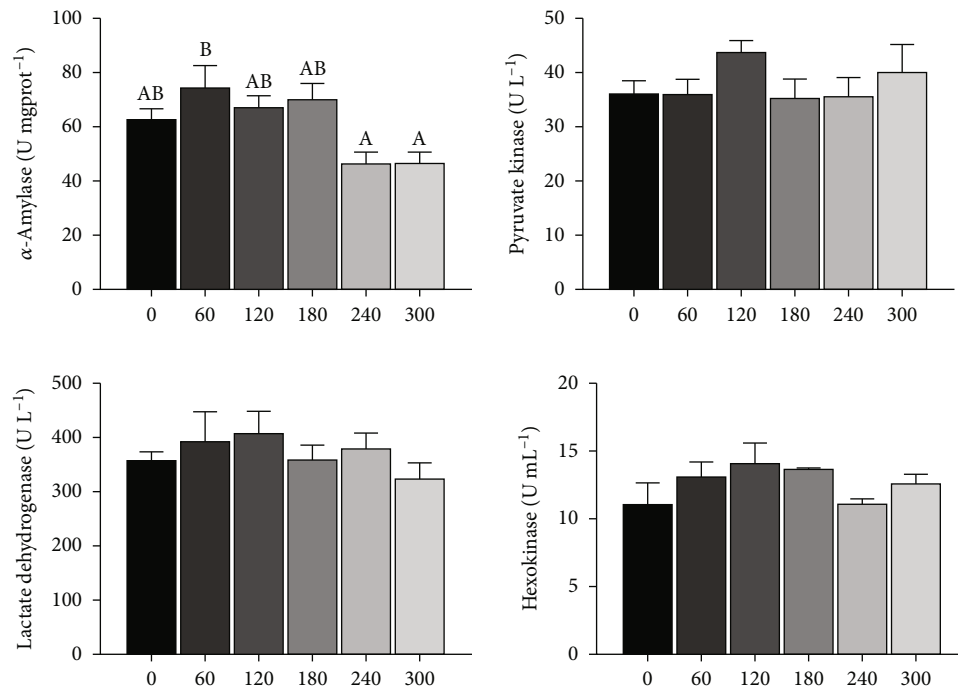 α-Amylase (U mgprot⁻¹)
100
80
60
40
20
0
AB
B
AB
AB
A
A
0 60 120 180 240 300
Pyruvate kinase (U L⁻¹)
50
40
30
20
10
0
0 60 120 180 240 300
Lactate dehydrogenase (U L⁻¹)
500
400
300
200
100
0
0 60 120 180 240 300
Hexokinase (U mL⁻¹)
20
15
10
5
0
0 60 120 180 240 300